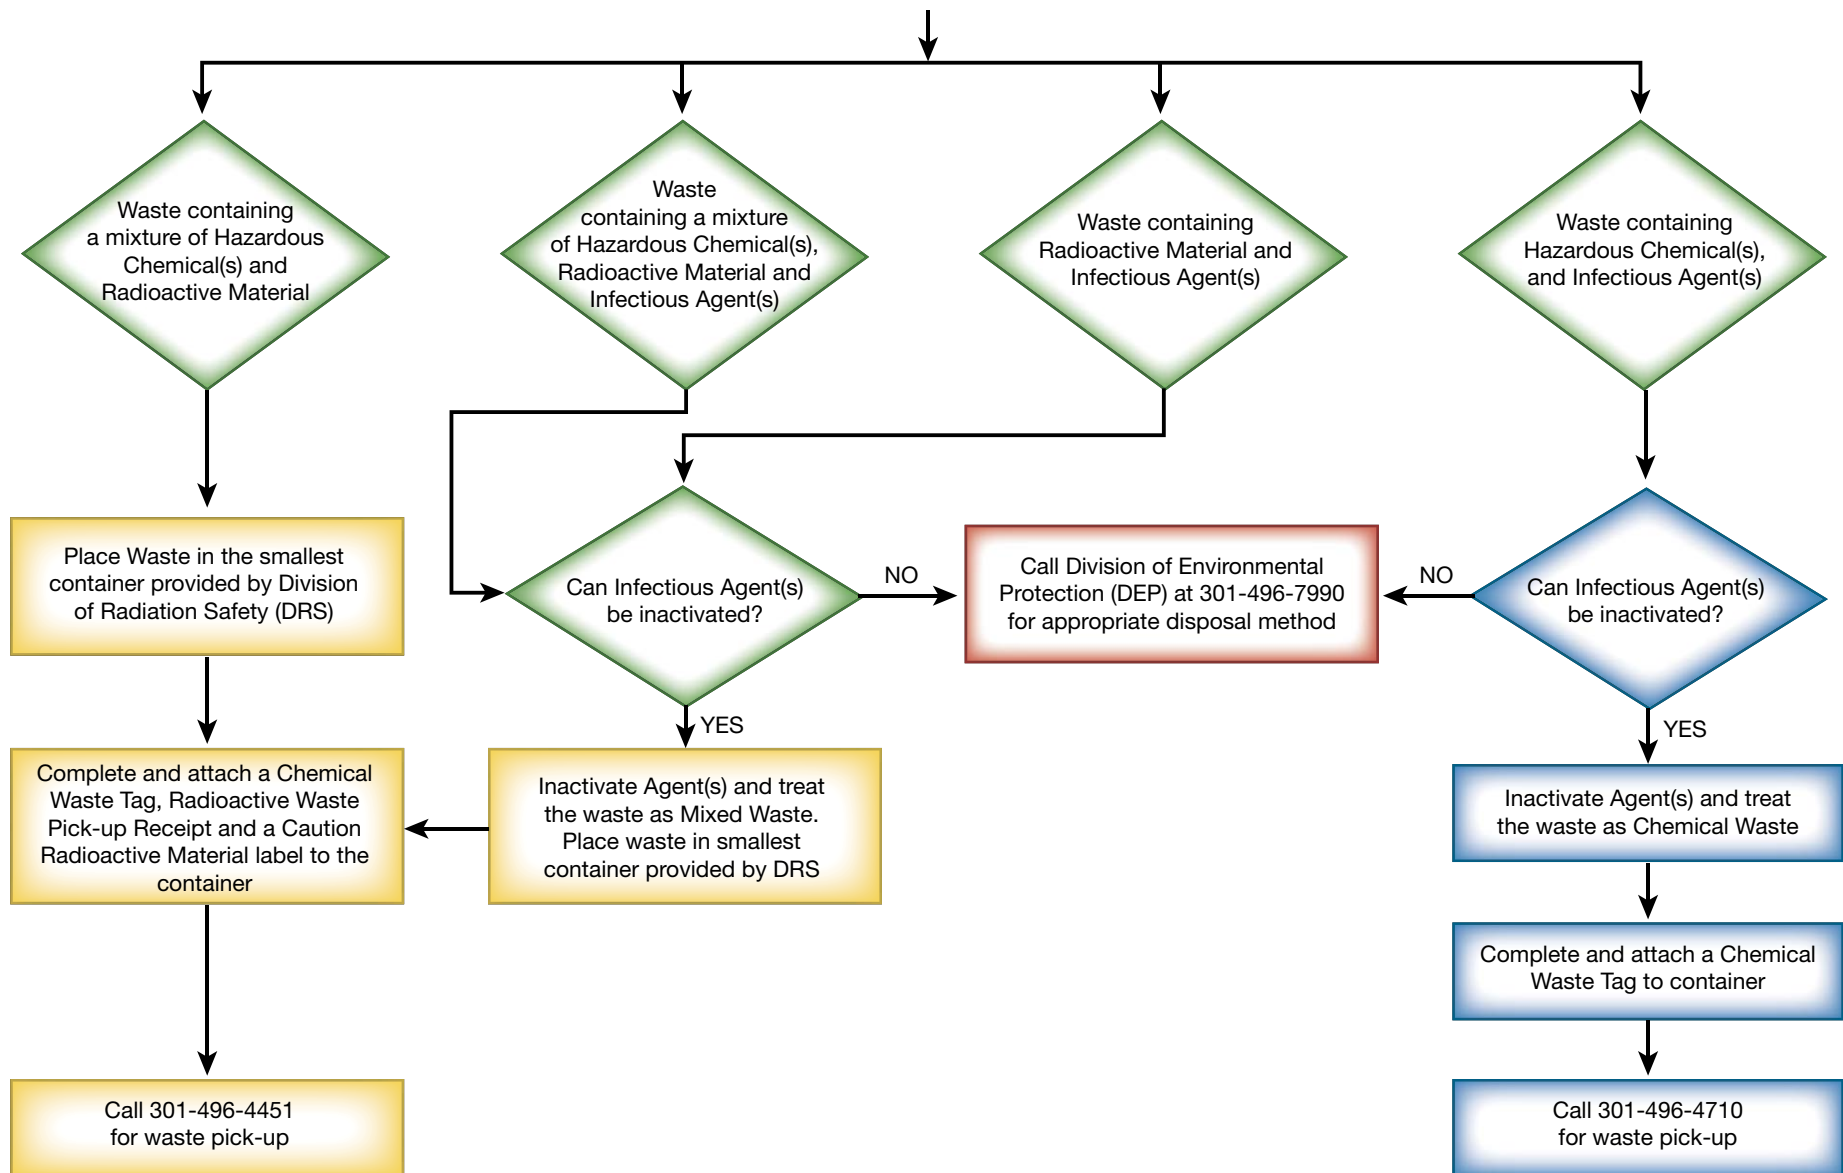 Waste containing
a mixture of Hazardous
Chemical(s) and
Radioactive Material
Waste
containing a mixture
of Hazardous Chemical(s),
Radioactive Material and
Infectious Agent(s)
Waste containing
Radioactive Material and
Infectious Agent(s)
Waste containing
Hazardous Chemical(s),
and Infectious Agent(s)
Place Waste in the smallest
container provided by Division
of Radiation Safety (DRS)
Can Infectious Agent(s)
be inactivated?
NO
Call Division of Environmental
Protection (DEP) at 301-496-7990
for appropriate disposal method
NO
Can Infectious Agent(s)
be inactivated?
YES
YES
Complete and attach a Chemical
Waste Tag, Radioactive Waste
Pick-up Receipt and a Caution
Radioactive Material label to the
container
Inactivate Agent(s) and treat
the waste as Mixed Waste.
Place waste in smallest
container provided by DRS
Inactivate Agent(s) and treat
the waste as Chemical Waste
Complete and attach a Chemical
Waste Tag to container
Call 301-496-4451
for waste pick-up
Call 301-496-4710
for waste pick-up